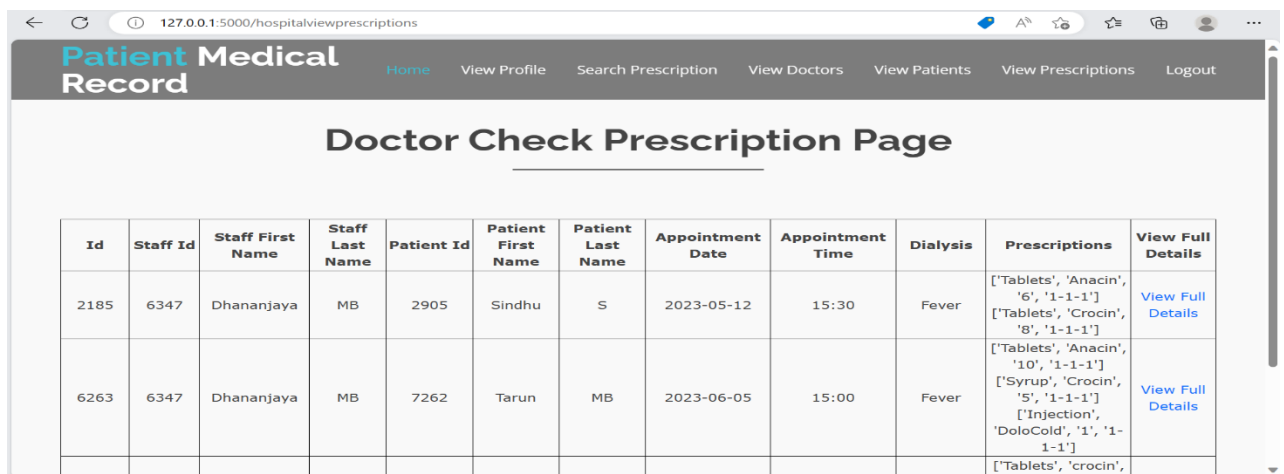 127.0.0.1:5000/hospitalviewprescriptions
Patient Medical
Record
Home View Profile Search Prescription View Doctors View Patients View Prescriptions Logout
Doctor Check Prescription Page
Id Staff Id Staff First Name Staff Last Name Patient Id Patient First Name Patient Last Name Appointment Date Appointment Time Dialysis Prescriptions View Full Details
2185 6347 Dhananjaya MB 2905 Sindhu S 2023-05-12 15:30 Fever ['Tablets', 'Anacin', '6', '1-1-1'] ['Tablets', 'Crocin', '8', '1-1-1'] View Full Details
6263 6347 Dhananjaya MB 7262 Tarun MB 2023-06-05 15:00 Fever ['Tablets', 'Anacin', '10', '1-1-1'] ['Syrup', 'Crocin', '5', '1-1-1'] ['Injection', 'DoloCold', '1', '1-1-1'] View Full Details
['Tablets', 'crocin',